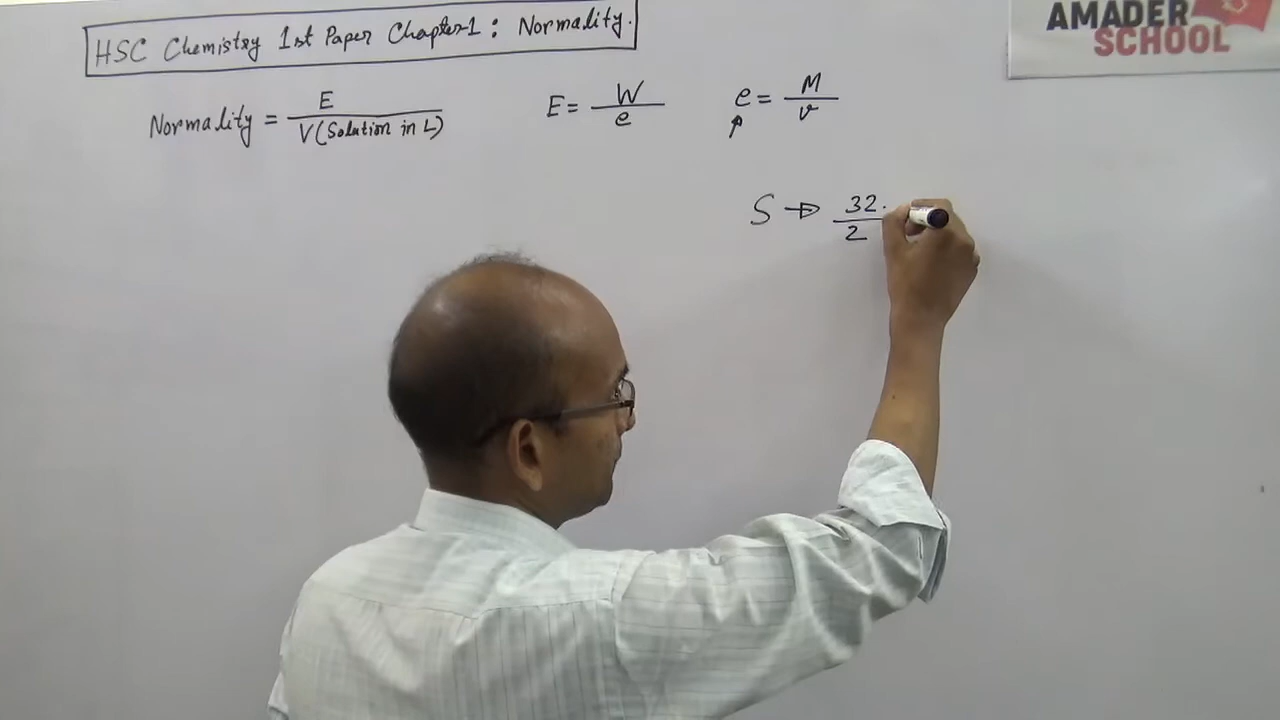 HSC Chemistry 1st Paper Chapter-1: Normality.
AMADER
SCHOOL
Normality = E / V(Solution in L)
E = W / e
e = M / v
S → 32. / 2